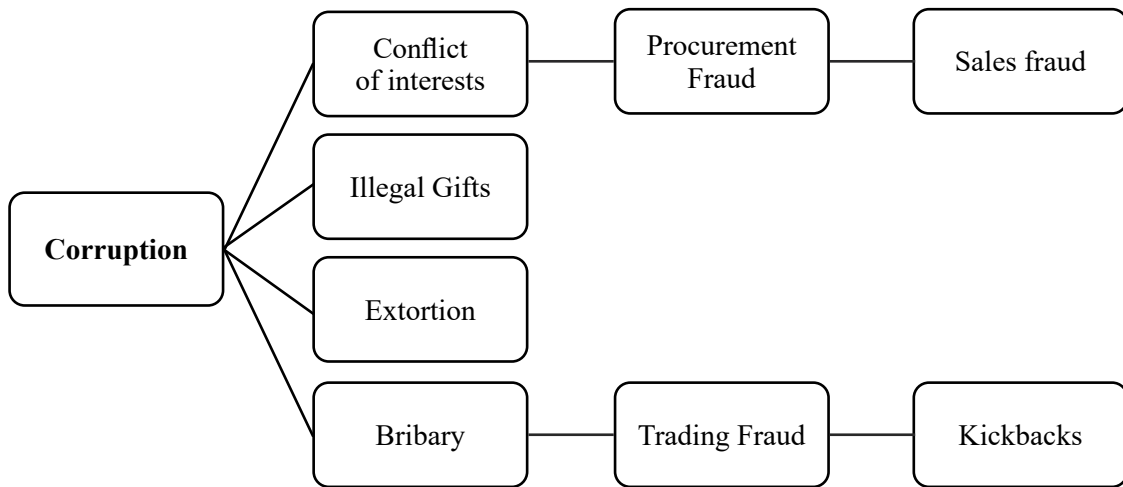 Conflict
of interests
Procurement
Fraud
Sales fraud
Illegal Gifts
Corruption
Extortion
Bribary
Trading Fraud
Kickbacks